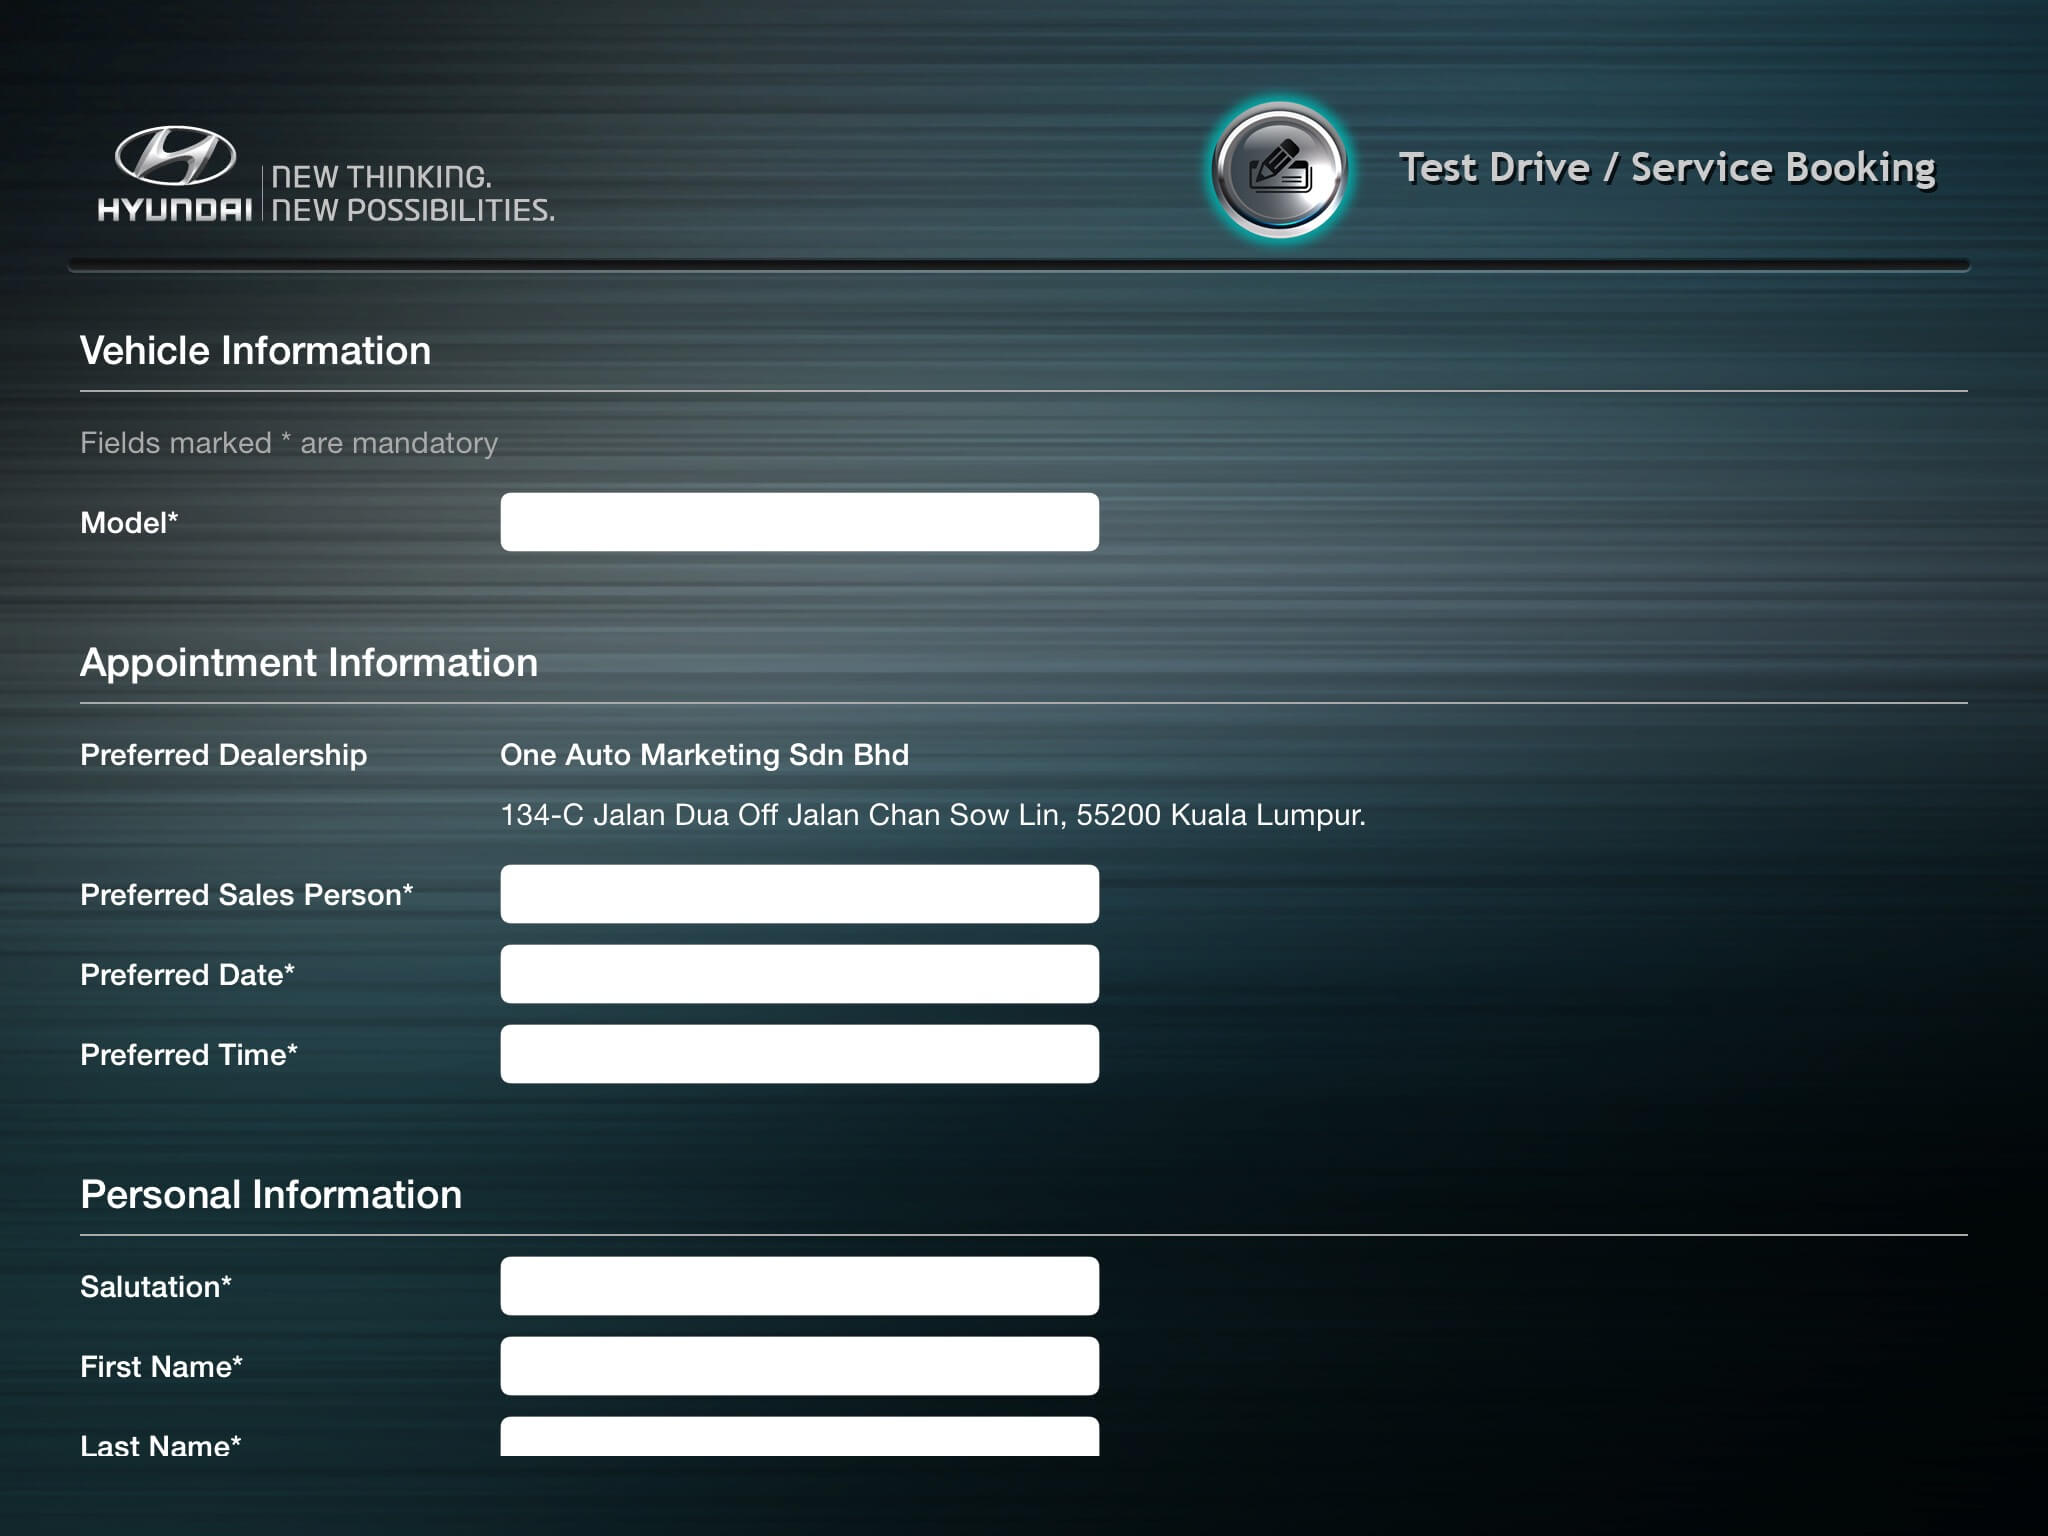 HYUNDAI
NEW THINKING.
NEW POSSIBILITIES.
Test Drive / Service Booking
Vehicle Information
Fields marked * are mandatory
Model*
Appointment Information
Preferred Dealership
One Auto Marketing Sdn Bhd
134-C Jalan Dua Off Jalan Chan Sow Lin, 55200 Kuala Lumpur.
Preferred Sales Person*
Preferred Date*
Preferred Time*
Personal Information
Salutation*
First Name*
Last Name*